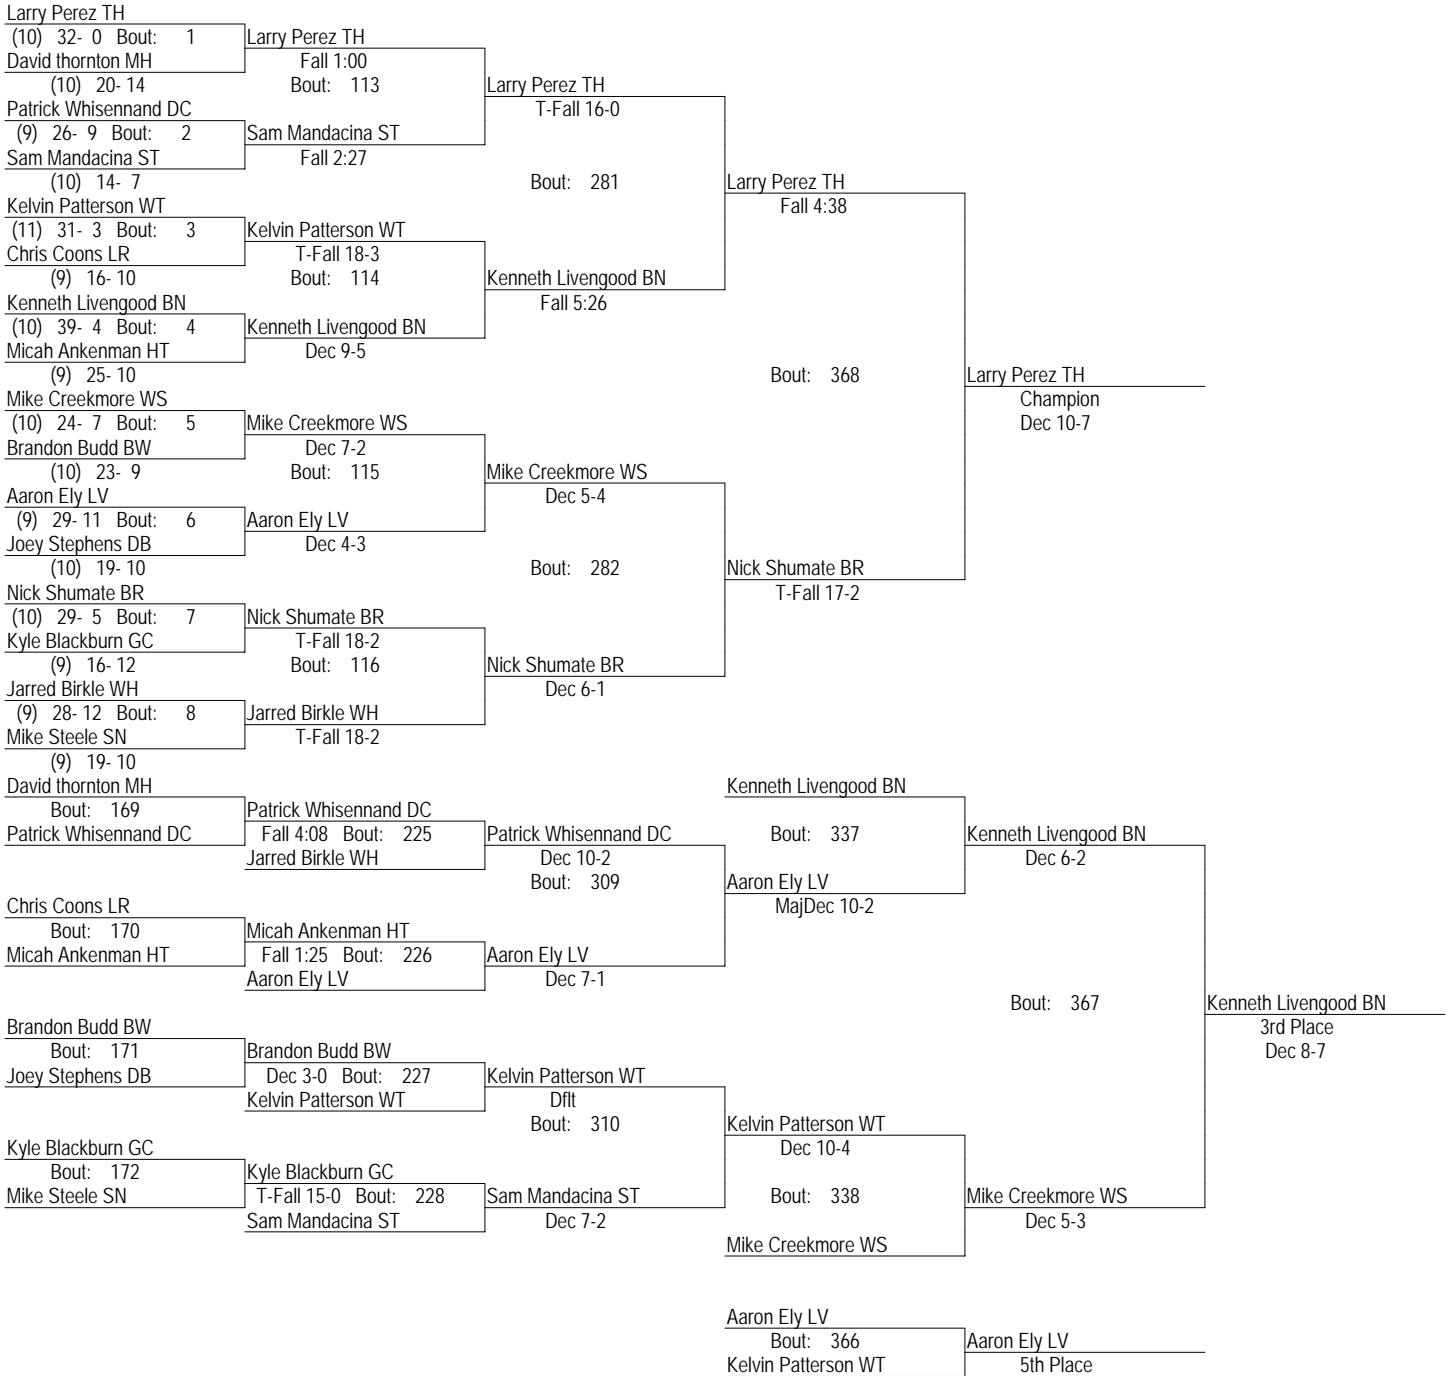 Larry Perez TH
(10) 32- 0 Bout: 1 Larry Perez TH
David thornton MH Fall 1:00
(10) 20- 14 Bout: 113 Larry Perez TH
Patrick Whisennand DC T-Fall 16-0
(9) 26- 9 Bout: 2 Sam Mandacina ST
Sam Mandacina ST Fall 2:27
(10) 14- 7 Bout: 281 Larry Perez TH
Kelvin Patterson WT Fall 4:38
(11) 31- 3 Bout: 3 Kelvin Patterson WT
Chris Coons LR T-Fall 18-3
(9) 16- 10 Bout: 114 Kenneth Livengood BN
Kenneth Livengood BN Fall 5:26
(10) 39- 4 Bout: 4 Kenneth Livengood BN
Micah Ankenman HT Dec 9-5
(9) 25- 10 Bout: 368 Larry Perez TH
Mike Creekmore WS Champion
(10) 24- 7 Bout: 5 Mike Creekmore WS Dec 10-7
Brandon Budd BW Dec 7-2
(10) 23- 9 Bout: 115 Mike Creekmore WS
Aaron Ely LV Dec 5-4
(9) 29- 11 Bout: 6 Aaron Ely LV
Joey Stephens DB Dec 4-3
(10) 19- 10 Bout: 282 Nick Shumate BR
Nick Shumate BR T-Fall 17-2
(10) 29- 5 Bout: 7 Nick Shumate BR
Kyle Blackburn GC T-Fall 18-2
(9) 16- 12 Bout: 116 Nick Shumate BR
Jarred Birkle WH Dec 6-1
(9) 28- 12 Bout: 8 Jarred Birkle WH
Mike Steele SN T-Fall 18-2
(9) 19- 10
David thornton MH Kenneth Livengood BN
Bout: 169 Patrick Whisennand DC
Patrick Whisennand DC Fall 4:08 Bout: 225 Patrick Whisennand DC Bout: 337 Kenneth Livengood BN
Jarred Birkle WH Dec 10-2 Dec 6-2
Bout: 309 Aaron Ely LV
Chris Coons LR MajDec 10-2
Bout: 170 Micah Ankenman HT
Micah Ankenman HT Fall 1:25 Bout: 226 Aaron Ely LV
Aaron Ely LV Dec 7-1
Bout: 367 Kenneth Livengood BN
Brandon Budd BW 3rd Place
Bout: 171 Brandon Budd BW Dec 8-7
Joey Stephens DB Dec 3-0 Bout: 227 Kelvin Patterson WT
Kelvin Patterson WT Dflt
Bout: 310 Kelvin Patterson WT
Kyle Blackburn GC Dec 10-4
Bout: 172 Kyle Blackburn GC
Mike Steele SN T-Fall 15-0 Bout: 228 Sam Mandacina ST Bout: 338 Mike Creekmore WS
Sam Mandacina ST Dec 7-2 Dec 5-3
Mike Creekmore WS
Aaron Ely LV
Bout: 366 Aaron Ely LV
Kelvin Patterson WT 5th Place